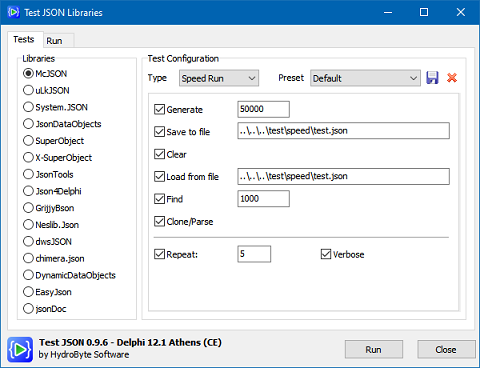 Test JSON Libraries
Tests
Run
Libraries
McJSON
uLkJSON
System.JSON
JsonDataObjects
SuperObject
X-SuperObject
JsonTools
Json4Delphi
GrijjyBson
Neslib.Json
dwsJSON
chimera.json
DynamicDataObjects
EasyJson
jsonDoc
Test Configuration
Type Speed Run Preset Default
Generate 50000
Save to file ..\..\..\test\speed\test.json
Clear
Load from file ..\..\..\test\speed\test.json
Find 1000
Clone/Parse
Repeat: 5 Verbose
Test JSON 0.9.6 - Delphi 12.1 Athens (CE)
by HydroByte Software
Run
Close